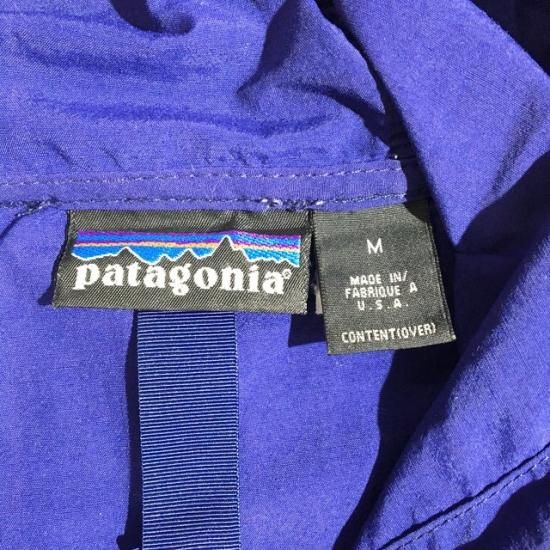 patagonia®
M
MADE IN/
FABRIQUE A
U.S.A.
CONTENT(OVER)